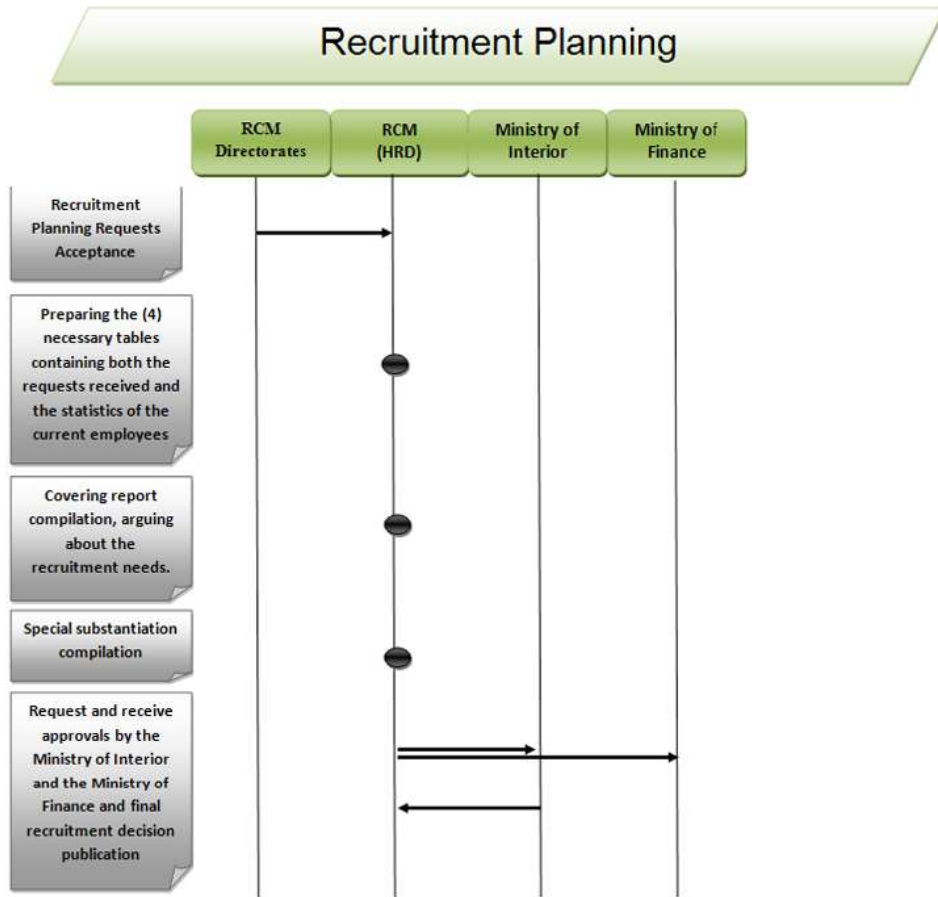 Recruitment Planning
RCM
Directorates
RCM
(HRD)
Ministry of
Interior
Ministry of
Finance
Recruitment
Planning Requests
Acceptance
Preparing the (4)
necessary tables
containing both the
requests received and
the statistics of the
current employees
Covering report
compilation, arguing
about the
recruitment needs.
Special substantiation
compilation
Request and receive
approvals by the
Ministry of Interior
and the Ministry of
Finance and final
recruitment decision
publication